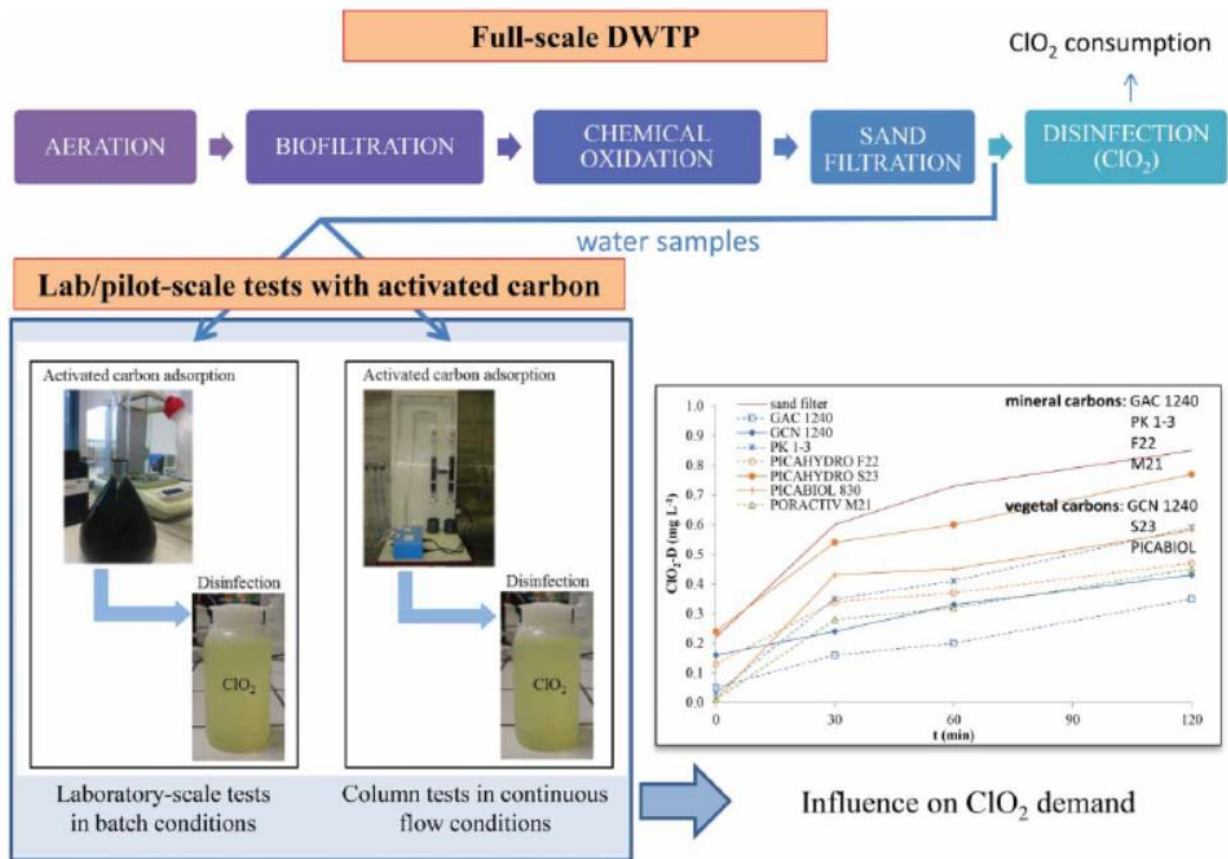 Full-scale DWTP
ClO₂ consumption
AERATION
BIOFILTRATION
CHEMICAL
OXIDATION
SAND
FILTRATION
DISINFECTION
(ClO₂)
water samples
Lab/pilot-scale tests with activated carbon
Activated carbon adsorption
Disinfection
ClO₂
Laboratory-scale tests
in batch conditions
Activated carbon adsorption
Disinfection
ClO₂
Column tests in continuous
flow conditions
ClO₂-D (mg L⁻¹)
1.0
0.9
0.8
0.7
0.6
0.5
0.4
0.3
0.2
0.1
0.0
sand filter
GAC 1240
GCN 1240
PK 1-3
PICAHYDRO F22
PICAHYDRO S23
PICABIOL 830
PORACTIV M21
mineral carbons: GAC 1240
PK 1-3
F22
M21
vegetal carbons: GCN 1240
S23
PICABIOL
0 30 60 90 120
t (min)
Influence on ClO₂ demand